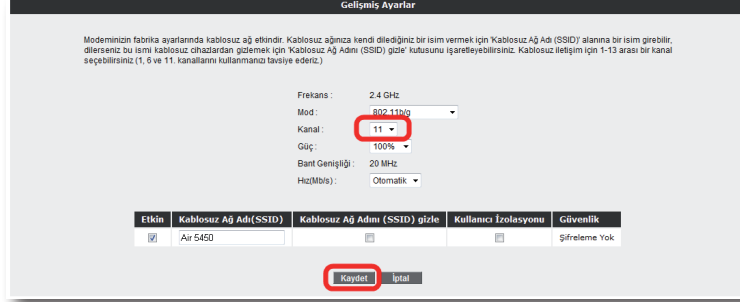 Gelişmiş Ayarlar
Modeminizin fabrika ayarlarında kablosuz ağ etkindir. Kablosuz ağınıza kendi dilediğiniz bir isim vermek için 'Kablosuz Ağ Adı (SSID)' alanına bir isim girebilir,
dilerseniz bu ismi kablosuz cihazlardan gizlemek için 'Kablosuz Ağ Adını (SSID) gizle' kutusunu işaretleyebilirsiniz. Kablosuz iletişim için 1-13 arası bir kanal
seçebilirsiniz (1, 6 ve 11. kanallarını kullanmanızı tavsiye ederiz.)
Frekans : 2.4 GHz
Mod : 802.11b/g
Kanal : 11
Güç : 100%
Bant Genişliği : 20 MHz
Hız(Mb/s) : Otomatik
Etkin Kablosuz Ağ Adı(SSID) Kablosuz Ağ Adını (SSID) gizle Kullanıcı İzolasyonu Güvenlik
Air 5450 Şifreleme Yok
Kaydet İptal